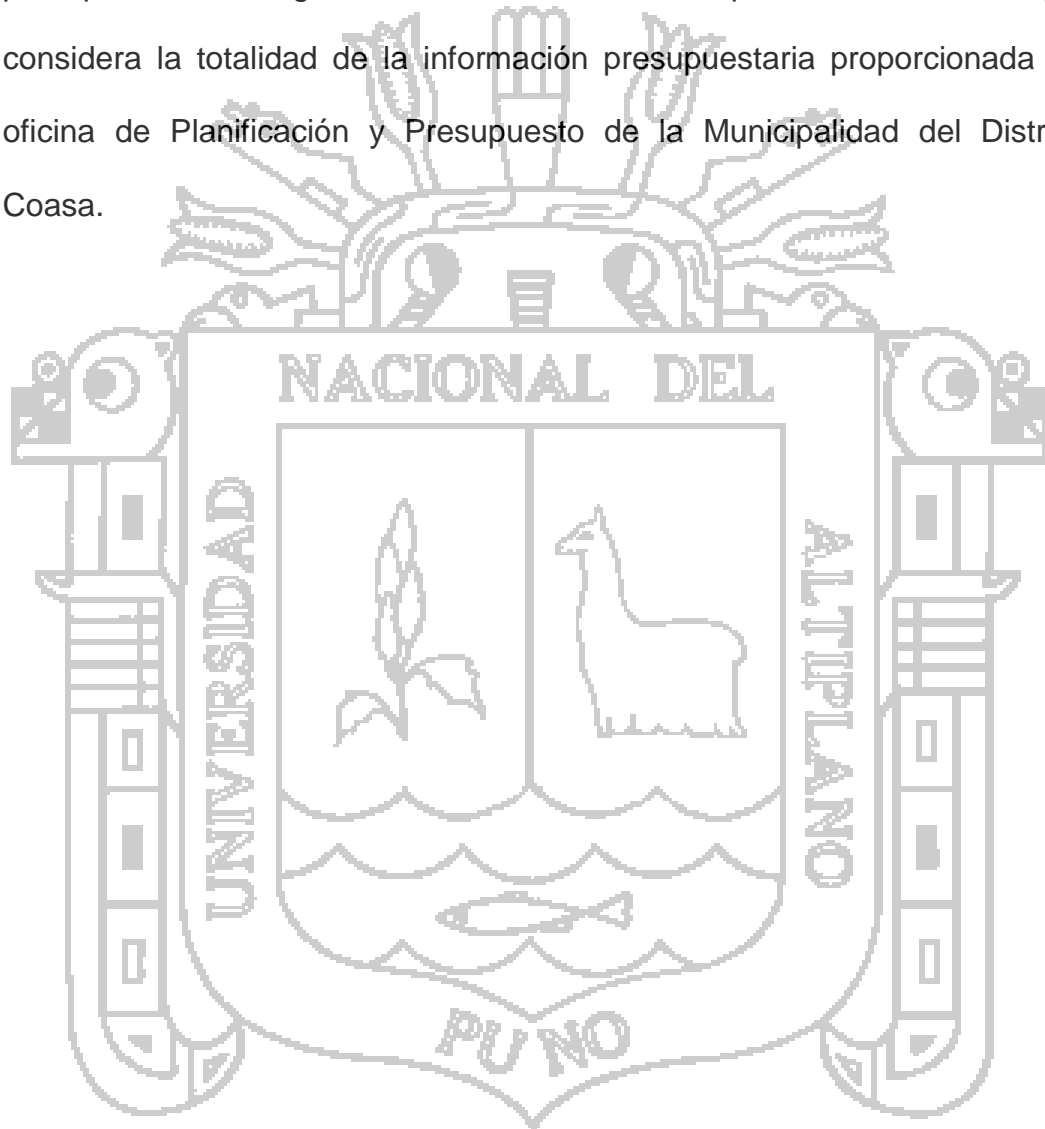 considera la totalidad de la información presupuestaria proporcionada
oficina de Planificación y Presupuesto de la Municipalidad del Distr
Coasa.
NACIONAL DEL
UNIVERSIDAD
ALTIPLANO
PUNO